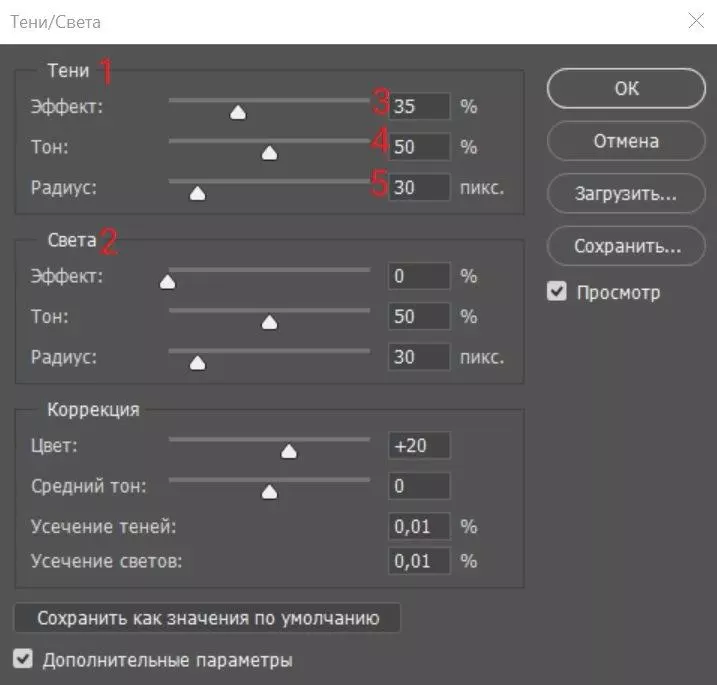 Тени/Света
Тени 1
Эффект: 3 35 %
Тон: 4 50 %
Радиус: 5 30 пикс.
Света 2
Эффект: 0 %
Тон: 50 %
Радиус: 30 пикс.
Коррекция
Цвет: +20
Средний тон: 0
Усечение теней: 0,01 %
Усечение светов: 0,01 %
Сохранить как значения по умолчанию
Дополнительные параметры
ОК
Отмена
Загрузить...
Сохранить...
Просмотр